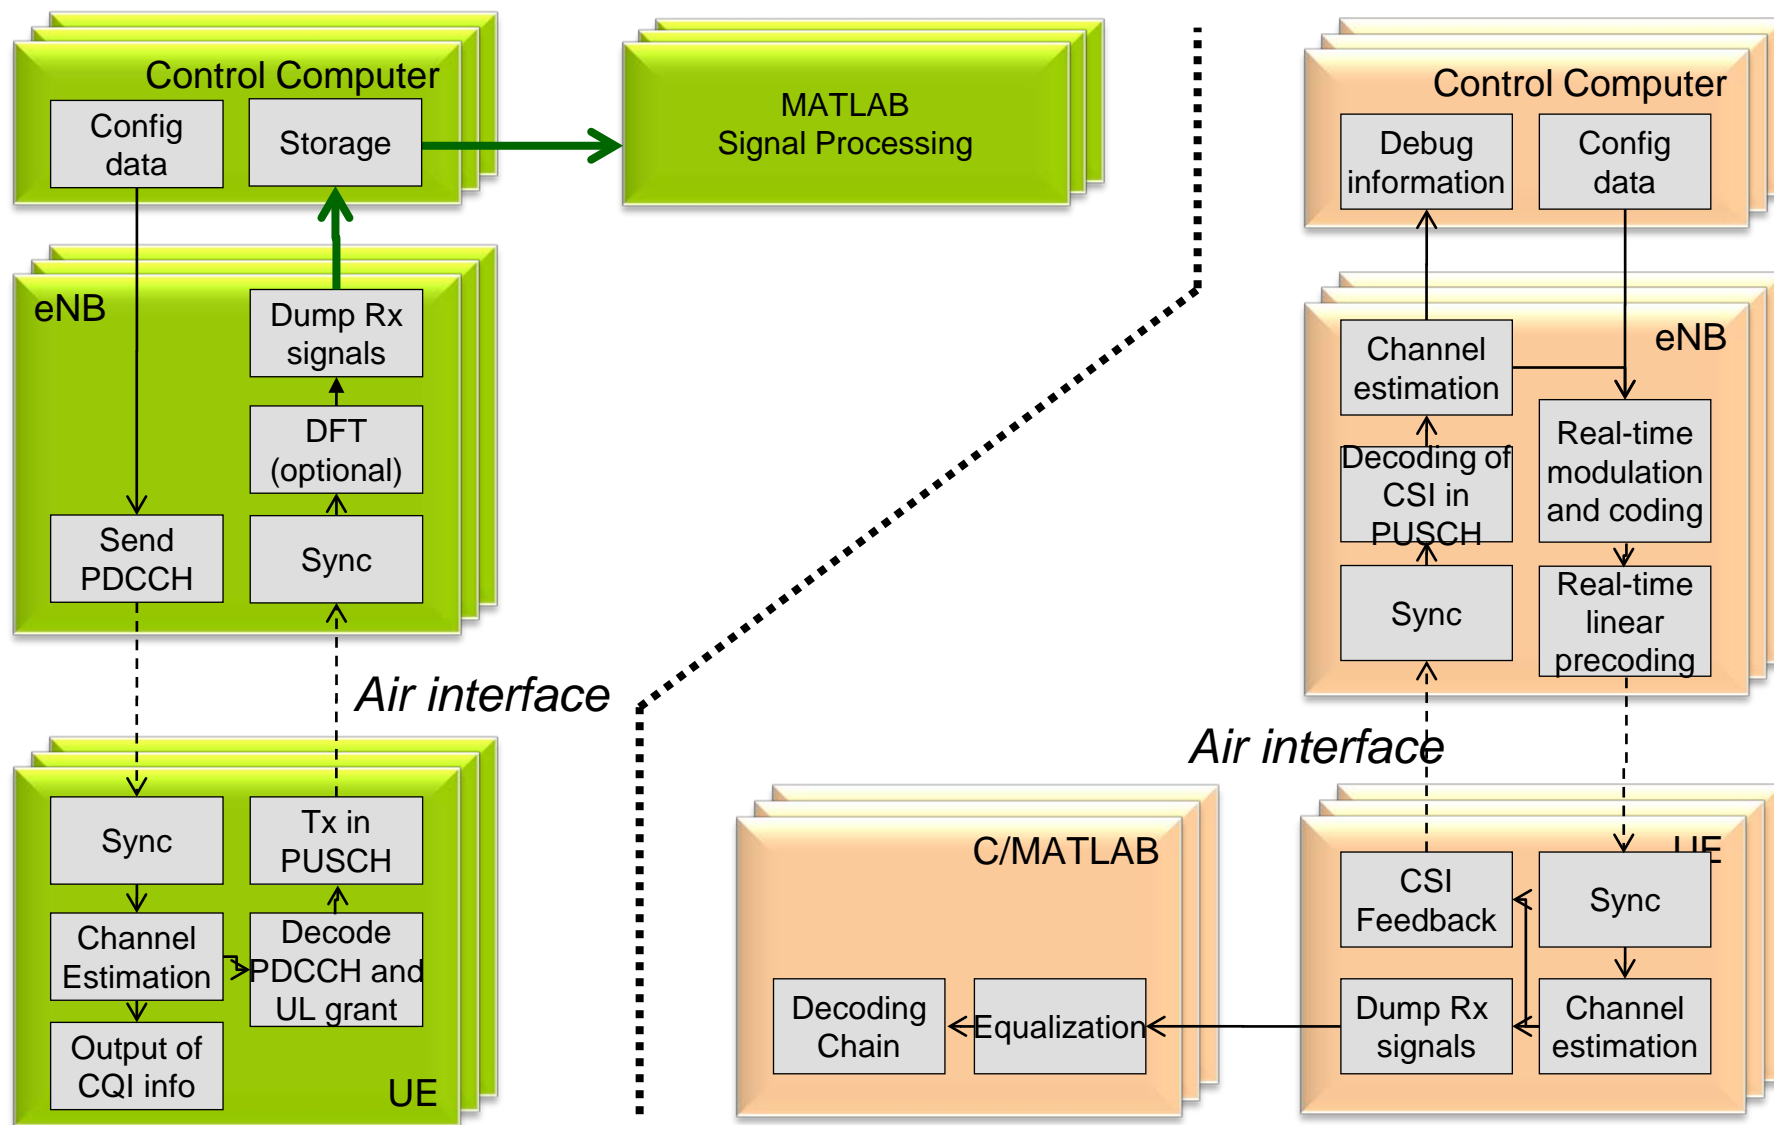 Control Computer
Config
data
Storage
MATLAB
Signal Processing
eNB
Dump Rx
signals
DFT
(optional)
Send
PDCCH
Sync
Air interface
Sync
Tx in
PUSCH
Channel
Estimation
Decode
PDCCH and
UL grant
Output of
CQI info
UE
Control Computer
Debug
information
Config
data
eNB
Channel
estimation
Decoding of
CSI in
PUSCH
Real-time
modulation
and coding
Sync
Real-time
linear
precoding
Air interface
C/MATLAB
Decoding
Chain
Equalization
UE
CSI
Feedback
Sync
Dump Rx
signals
Channel
estimation